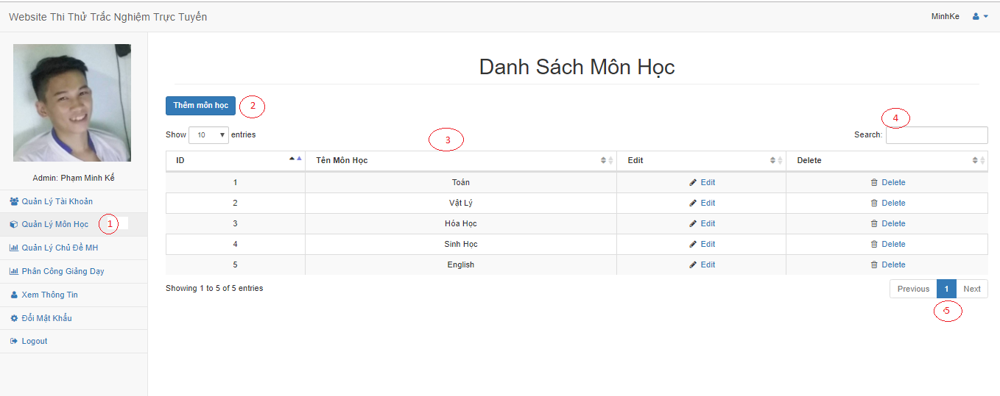 Website Thi Thử Trắc Nghiệm Trực Tuyến MinhKe
Danh Sách Môn Học
Thêm môn học 2
4
Show 10 entries 3 Search:
Admin: Phạm Minh Kế
Quản Lý Tài Khoản
Quản Lý Môn Học 1
Quản Lý Chủ Đề MH
Phân Công Giảng Dạy
Xem Thông Tin
Đổi Mật Khẩu
Logout
ID Tên Môn Học Edit Delete
1 Toán Edit Delete
2 Vật Lý Edit Delete
3 Hóa Học Edit Delete
4 Sinh Học Edit Delete
5 English Edit Delete
Showing 1 to 5 of 5 entries Previous 1 Next
5